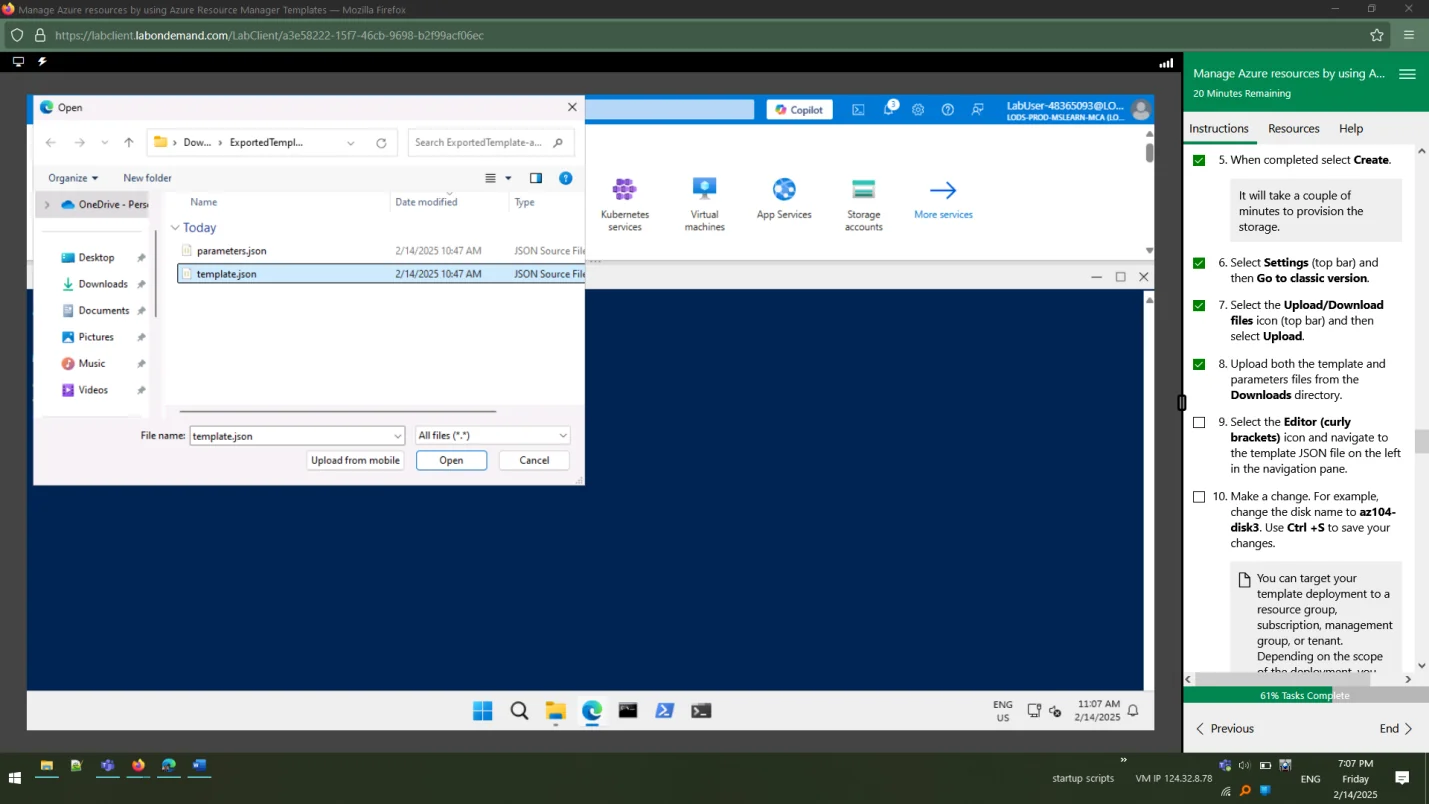 Manage Azure resources by using Azure Resource Manager Templates — Mozilla Firefox
https://labclient.labondemand.com/LabClient/a3e58222-15f7-46cb-9698-b2f99acf06ec
Open
Dow...
ExportedTempl...
Search ExportedTemplate-a...
Organize
New folder
OneDrive - Perso
Desktop
Downloads
Documents
Pictures
Music
Videos
Name
Date modified
Type
Today
parameters.json
2/14/2025 10:47 AM
JSON Source File
template.json
2/14/2025 10:47 AM
JSON Source File
File name:
template.json
All files (*.*)
Upload from mobile
Open
Cancel
Copilot
3
LabUser-48365093@LO...
LODS-PROD-MSLEARN-MCA (LO...
Kubernetes
services
Virtual
machines
App Services
Storage
accounts
More services
ENG
US
11:07 AM
2/14/2025
Manage Azure resources by using A...
20 Minutes Remaining
Instructions
Resources
Help
5. When completed select Create.
It will take a couple of
minutes to provision the
storage.
6. Select Settings (top bar) and
then Go to classic version.
7. Select the Upload/Download
files icon (top bar) and then
select Upload.
8. Upload both the template and
parameters files from the
Downloads directory.
9. Select the Editor (curly
brackets) icon and navigate to
the template JSON file on the left
in the navigation pane.
10. Make a change. For example,
change the disk name to az104-
disk3. Use Ctrl +S to save your
changes.
You can target your
template deployment to a
resource group,
subscription, management
group, or tenant.
Depending on the scope
of the deployment, you
61% Tasks Complete
Previous
End
startup scripts
VM IP 124.32.8.78
ENG
7:07 PM
Friday
2/14/2025